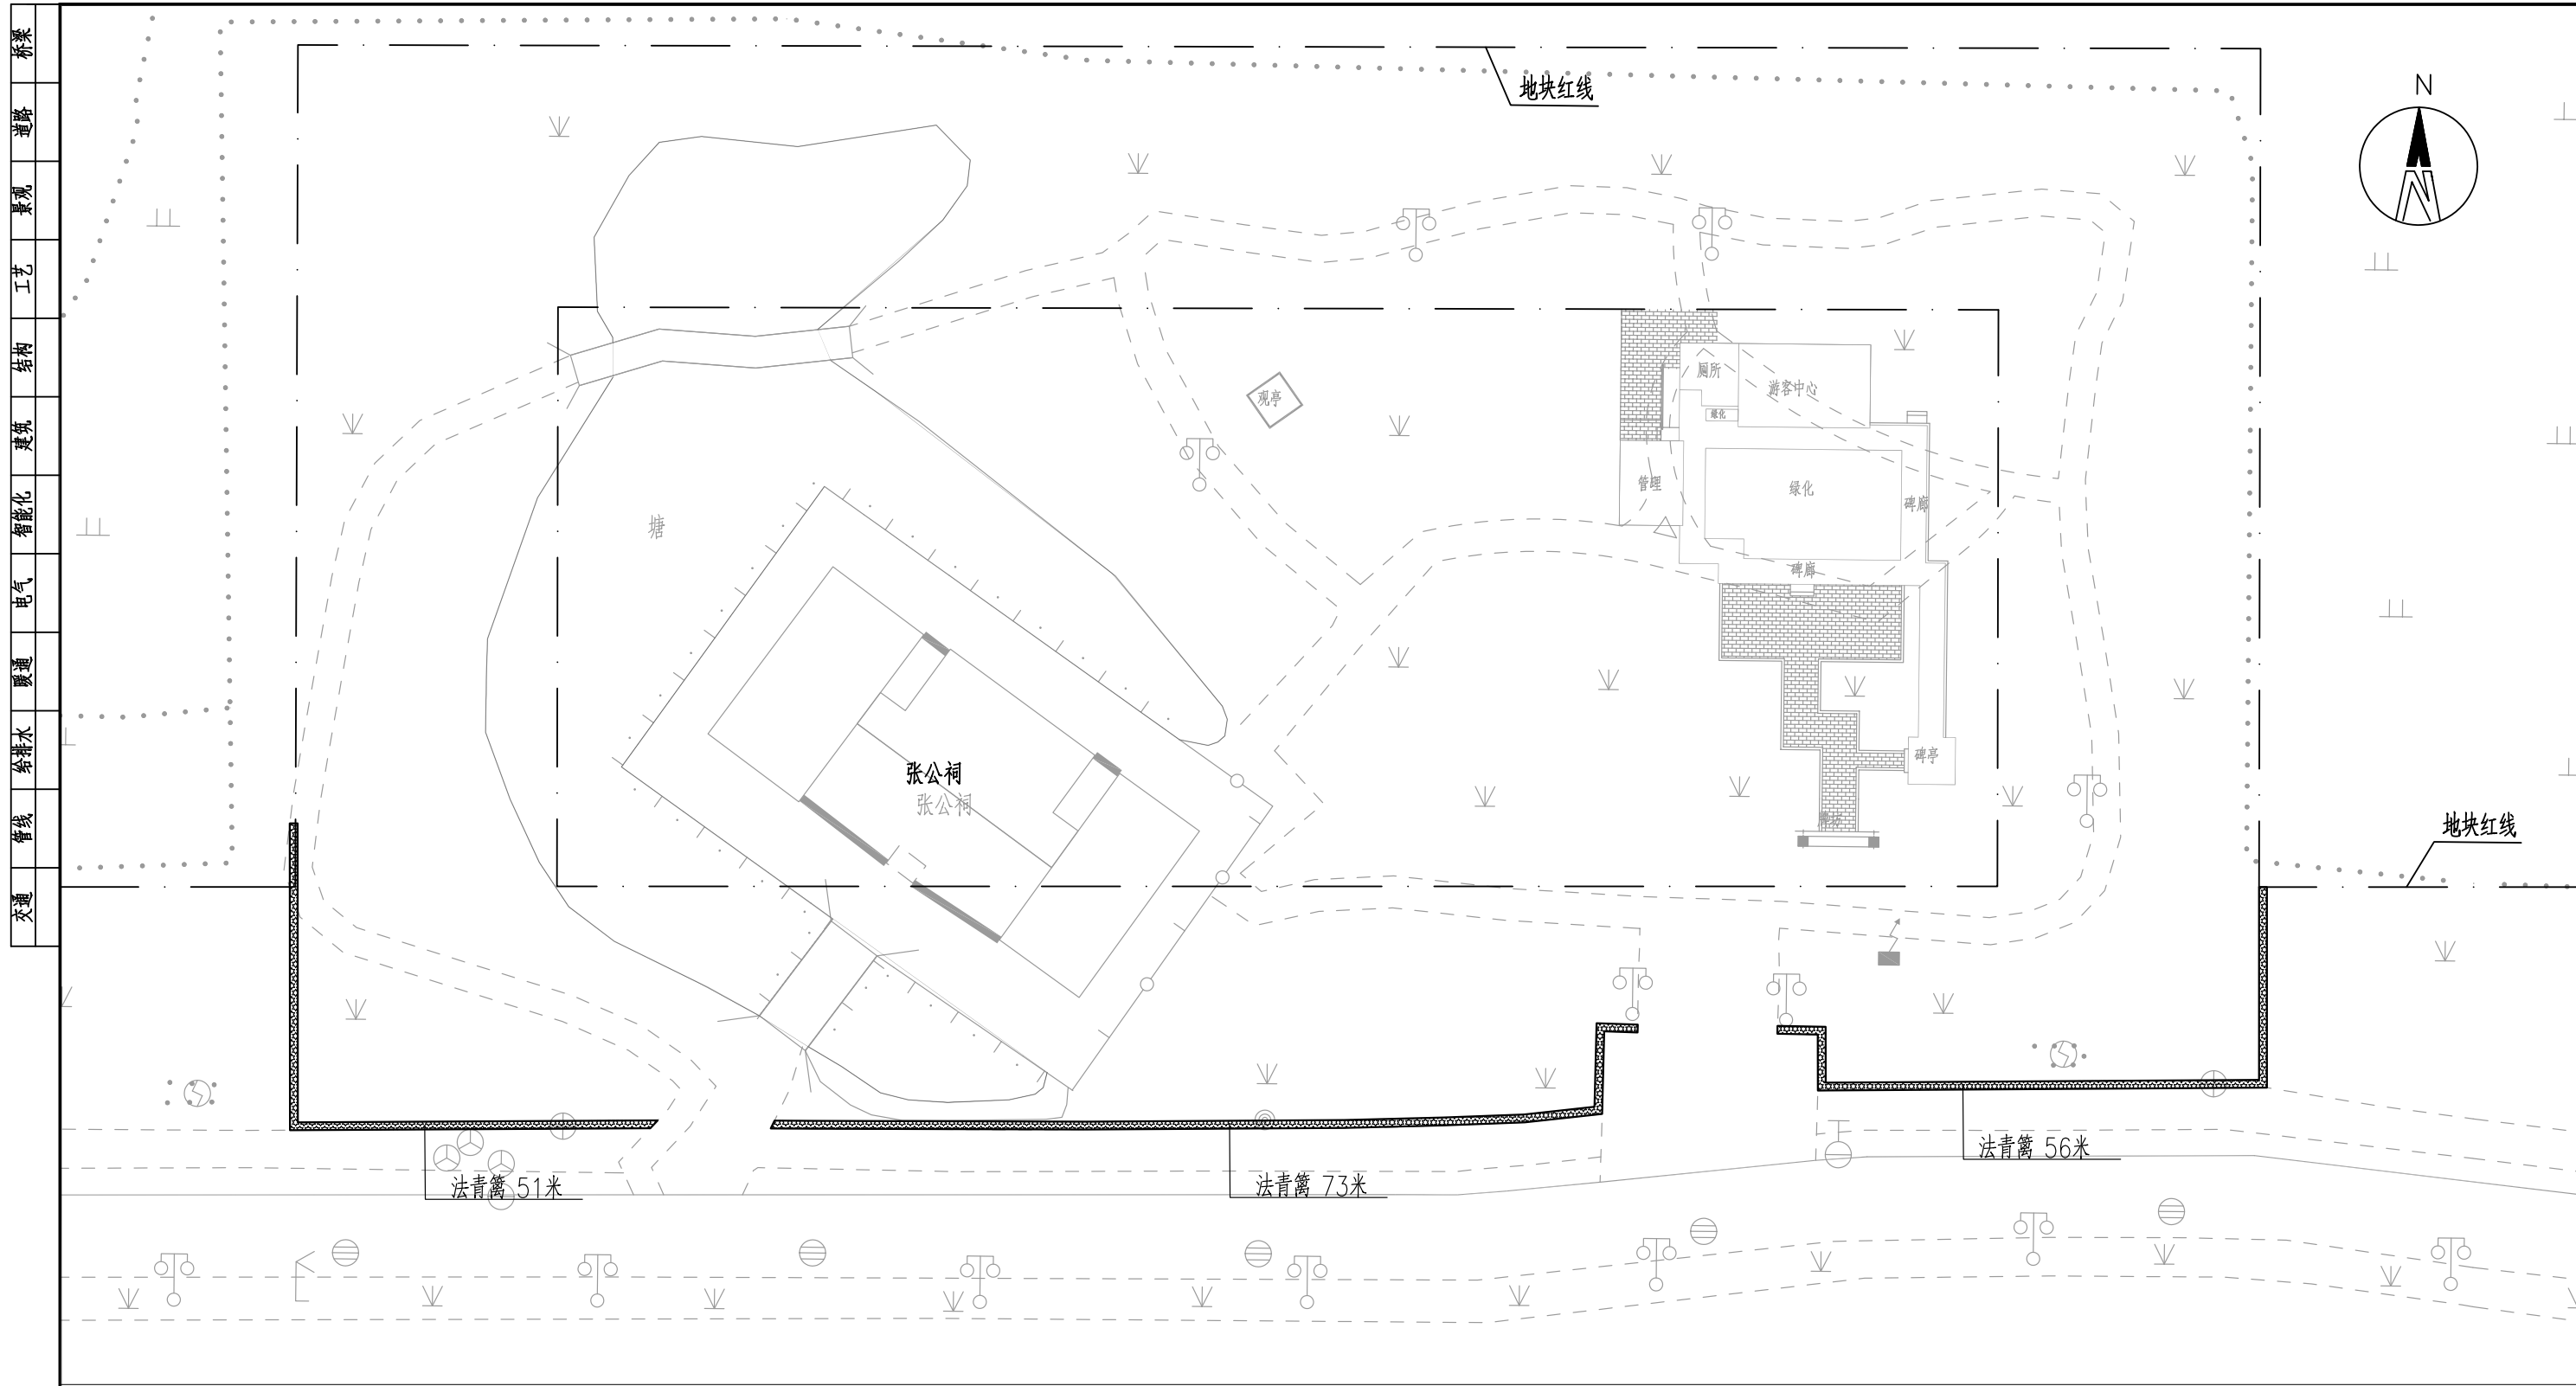 桥梁
道路
景观
工艺
结构
建筑
智能化
电气
暖通
给排水
管线
交通
地块红线
N
厕所
游客中心
观亭
绿化
管理
绿化
碑廊
塘
碑廊
张公祠
张公祠
碑亭
地块红线
法青篱 56米
法青篱 51米
法青篱 73米